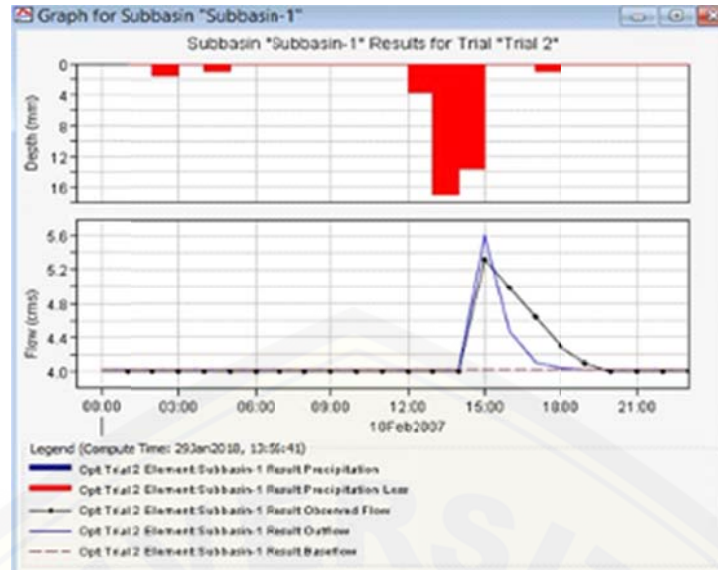 Graph for Subbasin "Subbasin-1"
Subbasin "Subbasin-1" Results for Trial "Trial 2"
0
4
8
12
16
Depth (mm)
5.6
5.2
4.8
4.4
4.0
Flow (cms)
00:00 03:00 06:00 09:00 12:00 15:00 18:00 21:00
10Feb2007
Legend (Compute Time: 29Jan2018, 13:56:41)
Opt:Trial 2 Element:Subbasin-1 Result:Precipitation
Opt:Trial 2 Element:Subbasin-1 Result:Precipitation Loss
Opt:Trial 2 Element:Subbasin-1 Result:Observed Flow
Opt:Trial 2 Element:Subbasin-1 Result:Outflow
Opt:Trial 2 Element:Subbasin-1 Result:Baseflow